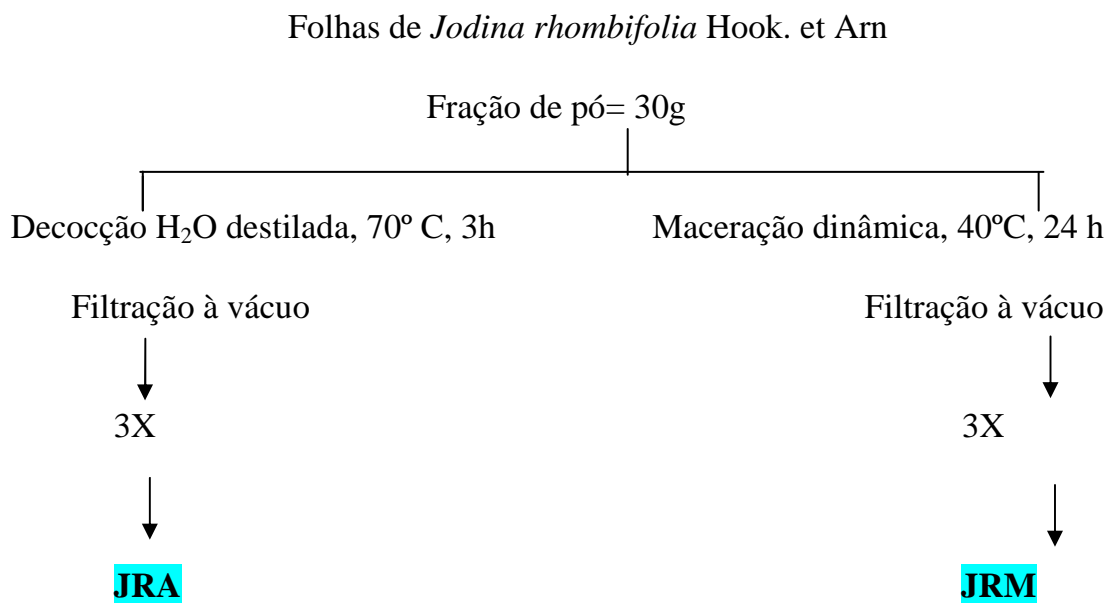 Folhas de Jodina rhombifolia Hook. et Arn
Fração de pó= 30g
Decocção H₂O destilada, 70º C, 3h
Maceração dinâmica, 40ºC, 24 h
Filtração à vácuo
Filtração à vácuo
3X
3X
JRA
JRM